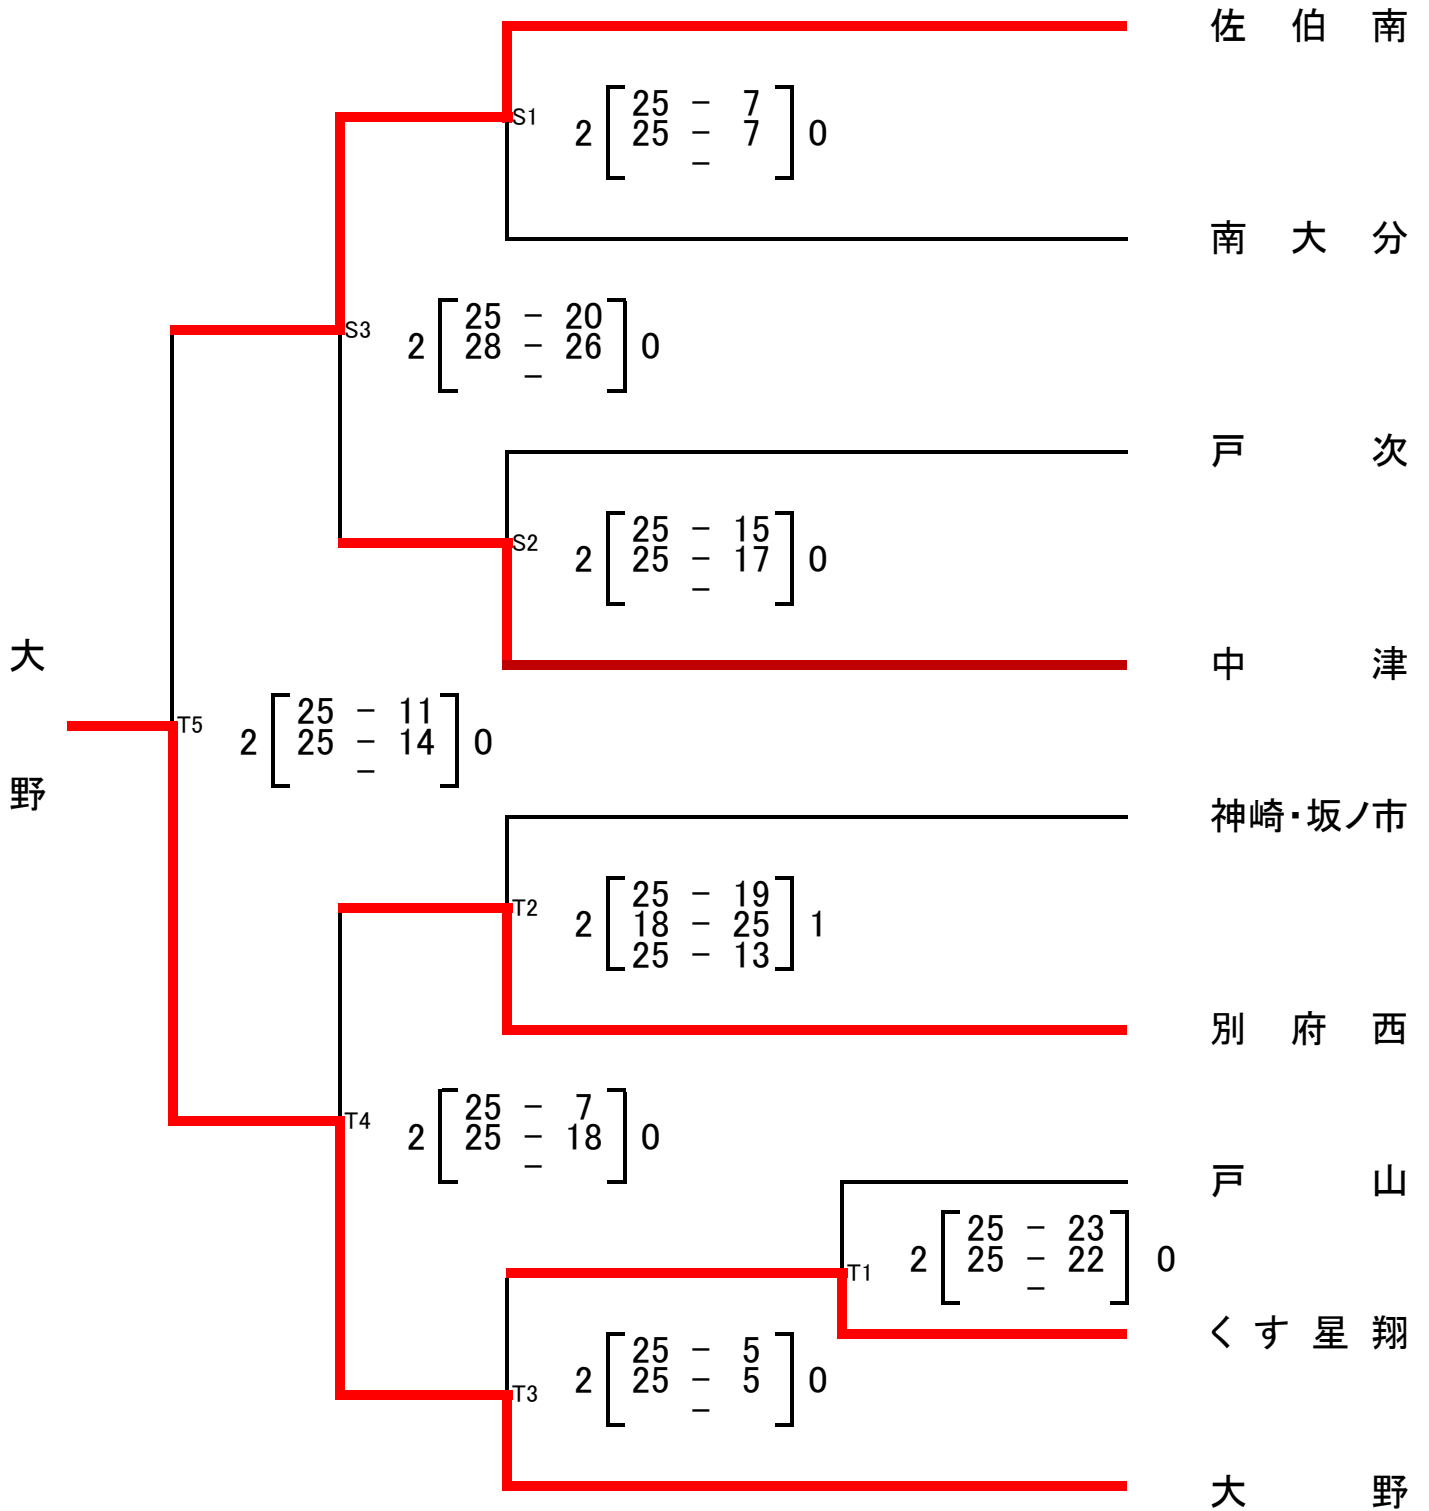 佐伯南
S1
2 25 - 7 0
25 - 7
-
南大分
S3
2 25 - 20 0
28 - 26
-
戸次
S2
2 25 - 15 0
25 - 17
-
中津
大野
T5
2 25 - 11 0
25 - 14
-
神崎・坂ノ市
T2
2 25 - 19 1
18 - 25
25 - 13
別府西
T4
2 25 - 7 0
25 - 18
-
戸山
T1
2 25 - 23 0
25 - 22
-
くす星翔
T3
2 25 - 5 0
25 - 5
-
大野